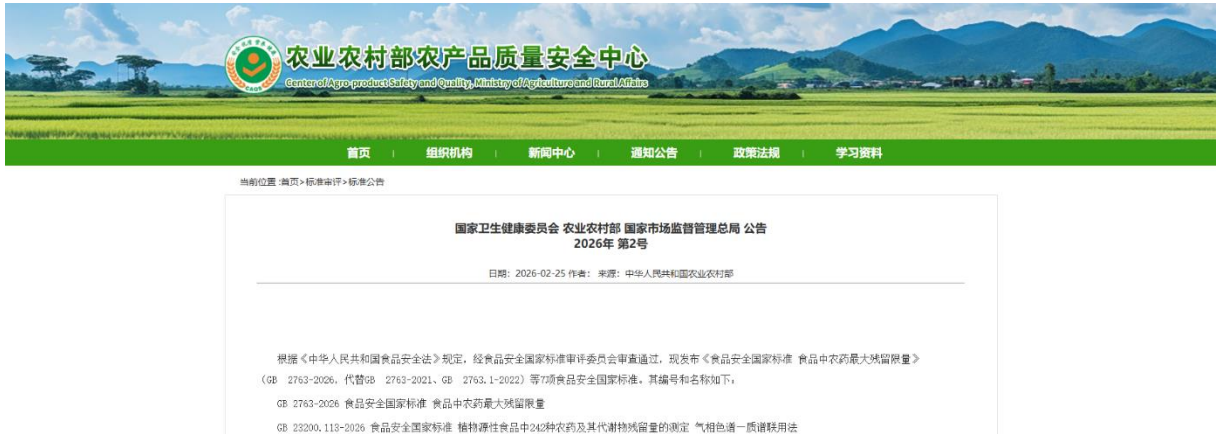 农业农村部农产品质量安全中心
Center of Agro-product Safety and Quality, Ministry of Agriculture and Rural Affairs
CAQS
首页 | 组织机构 | 新闻中心 | 通知公告 | 政策法规 | 学习资料
当前位置:首页>标准审评>标准公告
国家卫生健康委员会 农业农村部 国家市场监督管理总局 公告
2026年 第2号
日期：2026-02-25 作者： 来源：中华人民共和国农业农村部
根据《中华人民共和国食品安全法》规定，经食品安全国家标准审评委员会审查通过，现发布《食品安全国家标准 食品中农药最大残留限量》
（GB 2763-2026，代替GB 2763-2021、GB 2763.1-2022）等7项食品安全国家标准。其编号和名称如下：
GB 2763-2026 食品安全国家标准 食品中农药最大残留限量
GB 23200.113-2026 食品安全国家标准 植物源性食品中242种农药及其代谢物残留量的测定 气相色谱—质谱联用法